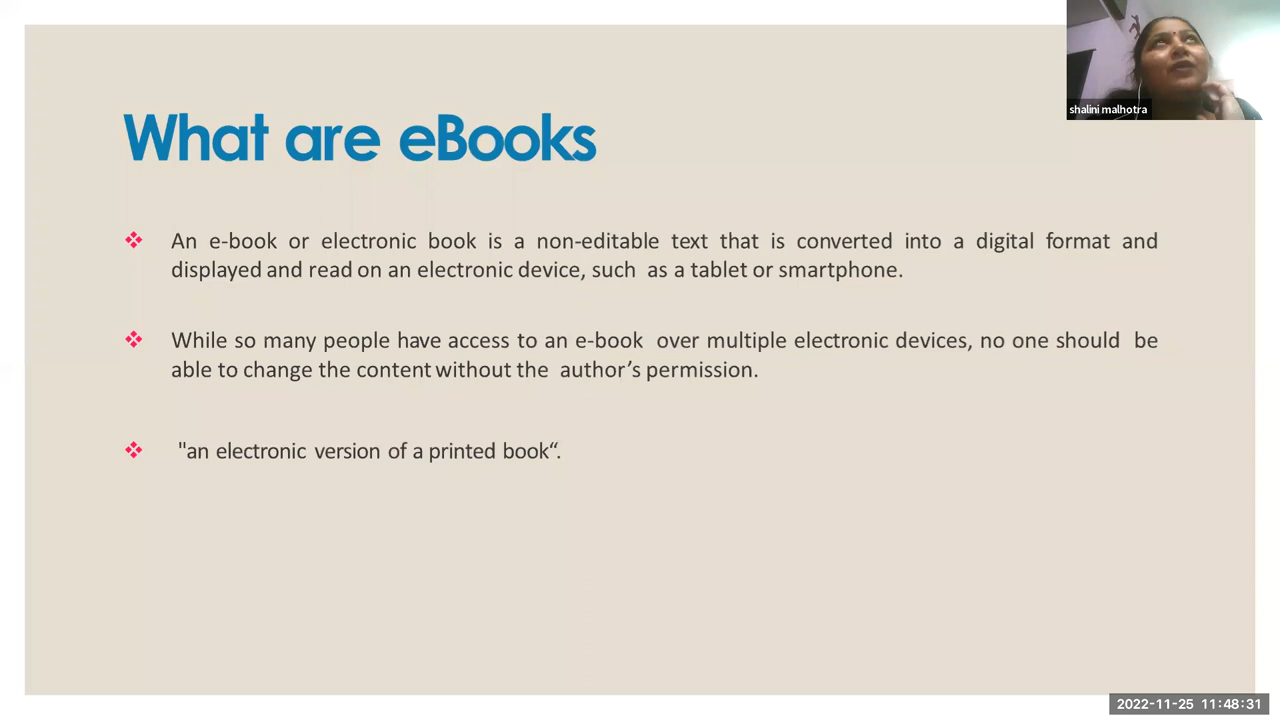 shalini malhotra
What are eBooks
An e-book or electronic book is a non-editable text that is converted into a digital format and
displayed and read on an electronic device, such as a tablet or smartphone.
While so many people have access to an e-book over multiple electronic devices, no one should be
able to change the content without the author’s permission.
"an electronic version of a printed book“.
2022-11-25 11:48:31